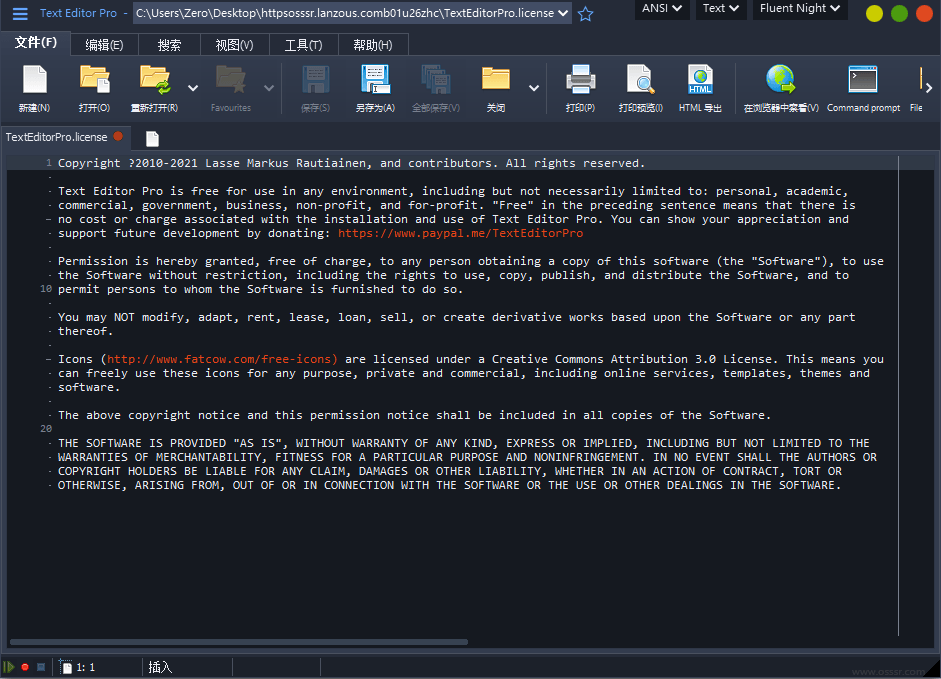 Text Editor Pro - C:\Users\Zero\Desktop\httpsosssr.lanzous.comb01u26zhc\TextEditorPro.license ANSI Text Fluent Night
文件(F) 编辑(E) 搜索 视图(V) 工具(T) 帮助(H)
新建(N) 打开(O) 重新打开(R) Favourites 保存(S) 另存为(A) 全部保存(V) 关闭 打印(P) 打印预览(I) HTML 导出 在浏览器中察看(V) Command prompt File
TextEditorPro.license
1 Copyright ?2010-2021 Lasse Markus Rautiainen, and contributors. All rights reserved.
Text Editor Pro is free for use in any environment, including but not necessarily limited to: personal, academic,
commercial, government, business, non-profit, and for-profit. "Free" in the preceding sentence means that there is
no cost or charge associated with the installation and use of Text Editor Pro. You can show your appreciation and
support future development by donating: https://www.paypal.me/TextEditorPro
Permission is hereby granted, free of charge, to any person obtaining a copy of this software (the "Software"), to use
the Software without restriction, including the rights to use, copy, publish, and distribute the Software, and to
10 permit persons to whom the Software is furnished to do so.
You may NOT modify, adapt, rent, lease, loan, sell, or create derivative works based upon the Software or any part
thereof.
Icons (http://www.fatcow.com/free-icons) are licensed under a Creative Commons Attribution 3.0 License. This means you
can freely use these icons for any purpose, private and commercial, including online services, templates, themes and
software.
The above copyright notice and this permission notice shall be included in all copies of the Software.
20
THE SOFTWARE IS PROVIDED "AS IS", WITHOUT WARRANTY OF ANY KIND, EXPRESS OR IMPLIED, INCLUDING BUT NOT LIMITED TO THE
WARRANTIES OF MERCHANTABILITY, FITNESS FOR A PARTICULAR PURPOSE AND NONINFRINGEMENT. IN NO EVENT SHALL THE AUTHORS OR
COPYRIGHT HOLDERS BE LIABLE FOR ANY CLAIM, DAMAGES OR OTHER LIABILITY, WHETHER IN AN ACTION OF CONTRACT, TORT OR
OTHERWISE, ARISING FROM, OUT OF OR IN CONNECTION WITH THE SOFTWARE OR THE USE OR OTHER DEALINGS IN THE SOFTWARE.
1: 1 插入